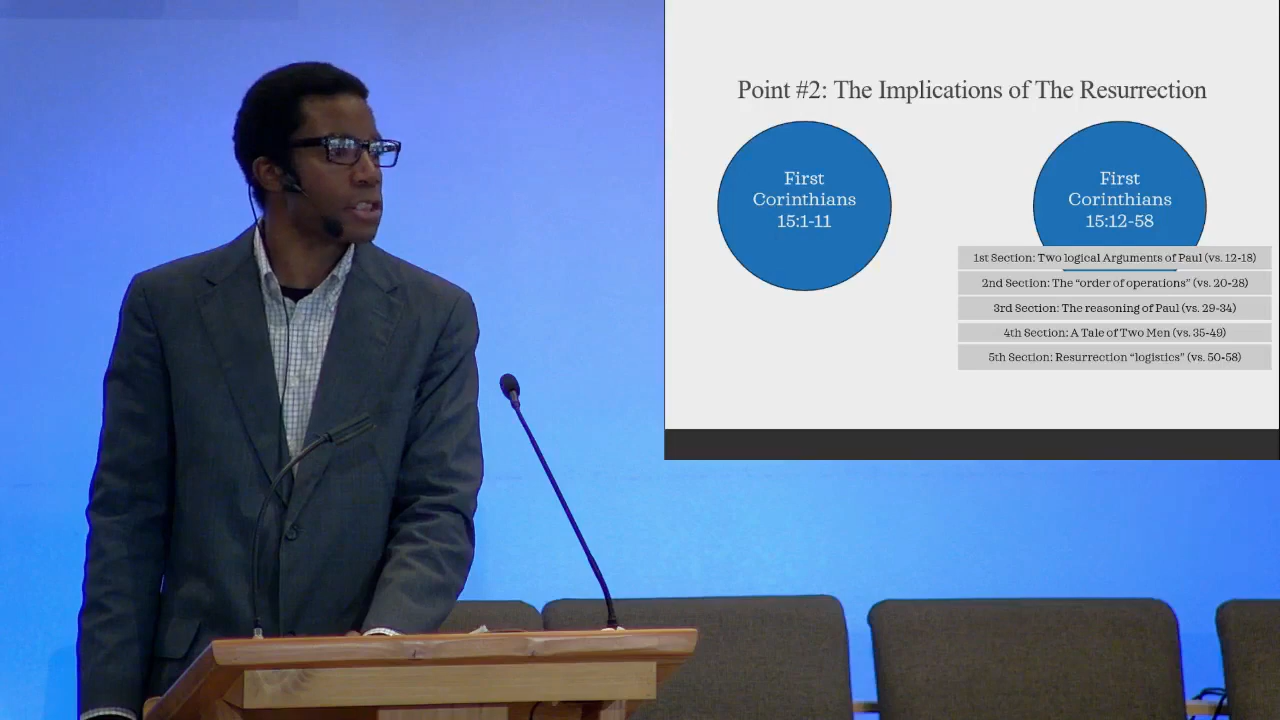 Point #2: The Implications of The Resurrection
First
Corinthians
15:1-11
First
Corinthians
15:12-58
1st Section: Two logical Arguments of Paul (vs. 12-18)
2nd Section: The “order of operations” (vs. 20-28)
3rd Section: The reasoning of Paul (vs. 29-34)
4th Section: A Tale of Two Men (vs. 35-49)
5th Section: Resurrection “logistics” (vs. 50-58)